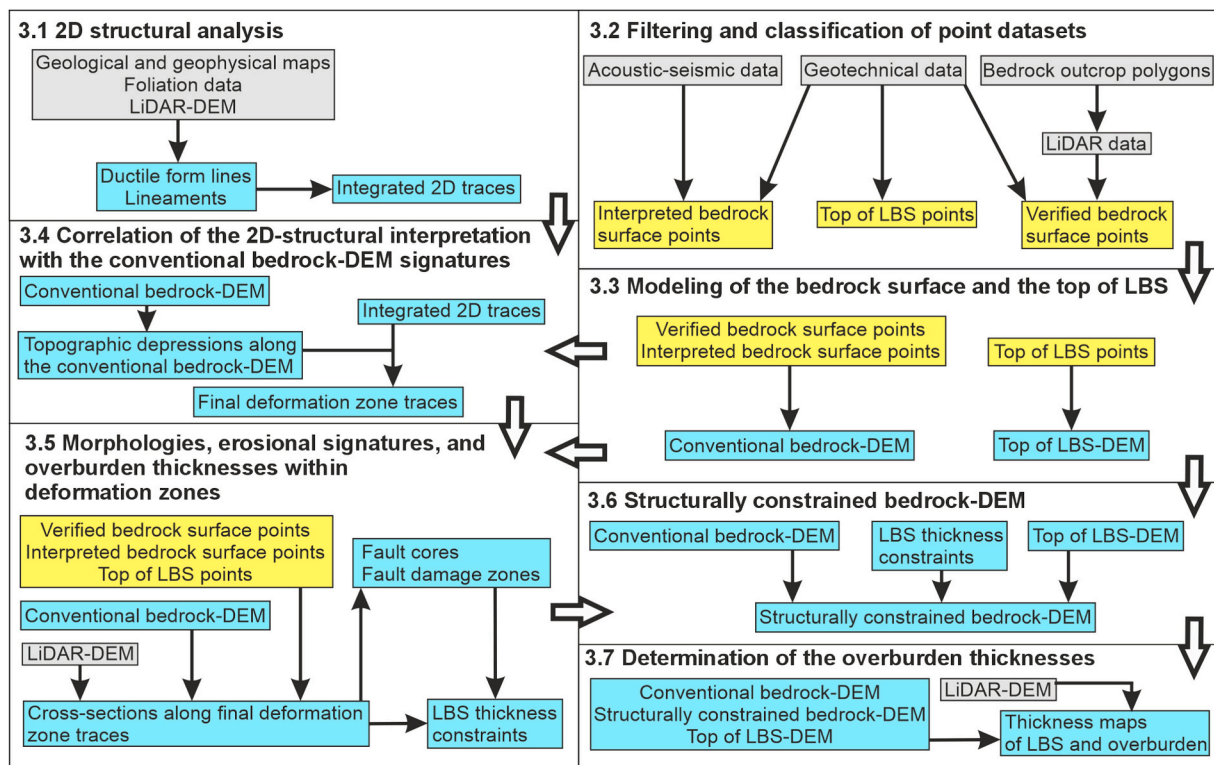 3.1 2D structural analysis
Geological and geophysical maps
Foliation data
LiDAR-DEM
Ductile form lines
Lineaments
Integrated 2D traces
3.2 Filtering and classification of point datasets
Acoustic-seismic data
Geotechnical data
Bedrock outcrop polygons
LiDAR data
Interpreted bedrock
surface points
Top of LBS points
Verified bedrock
surface points
3.4 Correlation of the 2D-structural interpretation
with the conventional bedrock-DEM signatures
Conventional bedrock-DEM
Integrated 2D traces
Topographic depressions along
the conventional bedrock-DEM
Final deformation zone traces
3.3 Modeling of the bedrock surface and the top of LBS
Verified bedrock surface points
Interpreted bedrock surface points
Top of LBS points
Conventional bedrock-DEM
Top of LBS-DEM
3.5 Morphologies, erosional signatures, and
overburden thicknesses within
deformation zones
Verified bedrock surface points
Interpreted bedrock surface points
Top of LBS points
Fault cores
Fault damage zones
Conventional bedrock-DEM
LiDAR-DEM
Cross-sections along final deformation
zone traces
LBS thickness
constraints
3.6 Structurally constrained bedrock-DEM
Conventional bedrock-DEM
LBS thickness
constraints
Top of LBS-DEM
Structurally constrained bedrock-DEM
3.7 Determination of the overburden thicknesses
Conventional bedrock-DEM
Structurally constrained bedrock-DEM
Top of LBS-DEM
LiDAR-DEM
Thickness maps
of LBS and overburden